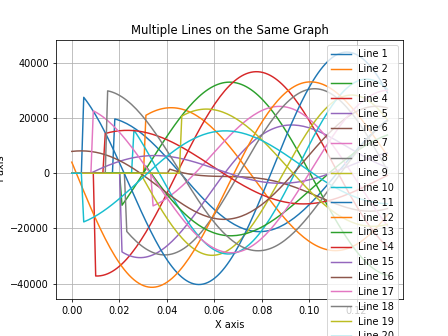 Multiple Lines on the Same Graph
40000
20000
0
−20000
−40000
0.00
0.02
0.04
0.06
0.08
0.10
X axis
Line 1
Line 2
Line 3
Line 4
Line 5
Line 6
Line 7
Line 8
Line 9
Line 10
Line 11
Line 12
Line 13
Line 14
Line 15
Line 16
Line 17
Line 18
Line 19
Line 20